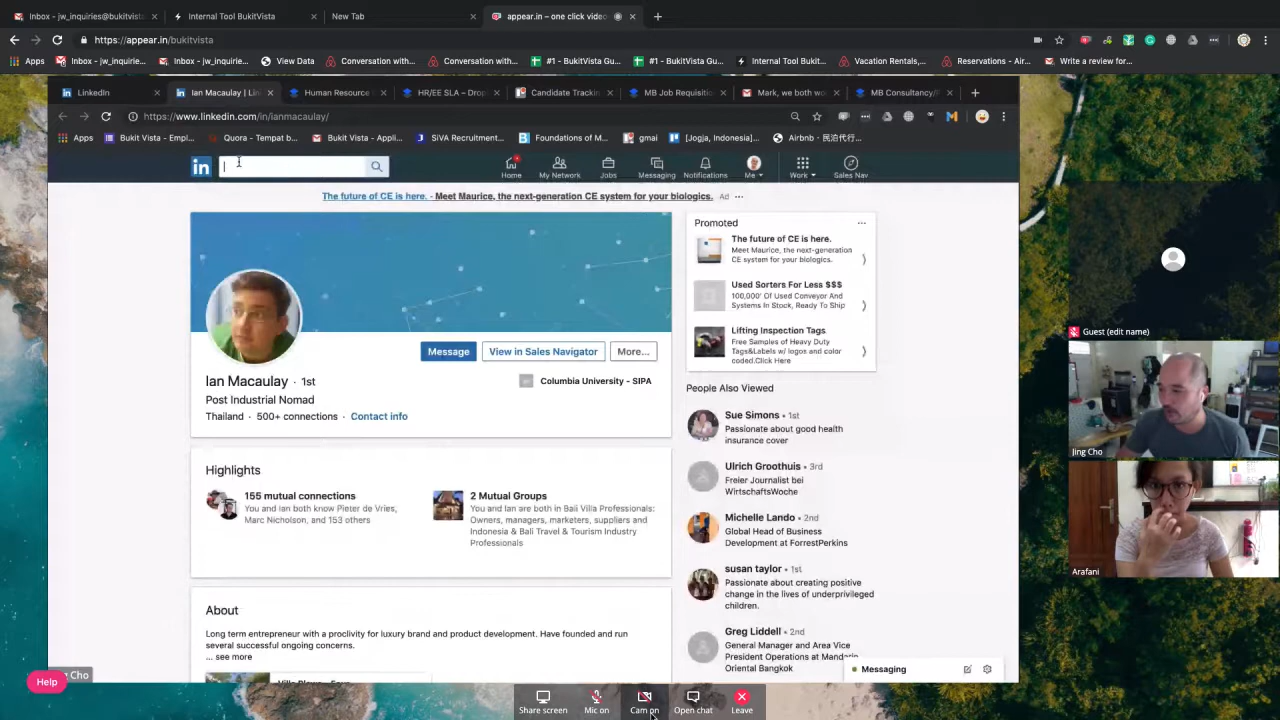 Inbox - jw_inquiries@bukitvista
Internal Tool BukitVista
New Tab
appear.in – one click video
https://appear.in/bukitvista
Apps
Inbox - jw_inquirie...
Inbox - jw_inquirie...
View Data
Conversation with...
Conversation with...
#1 - BukitVista Gu...
#1 - BukitVista Gu...
Internal Tool Bukit...
Vacation Rentals,...
Reservations - Air...
Write a review for...
LinkedIn
Ian Macaulay | Lin
Human Resource
HR/EE SLA – Drop
Candidate Trackin
MB Job Requisiti
Mark, we both wo
MB Consultancy/F
https://www.linkedin.com/in/ianmacaulay/
Apps
Bukit Vista - Empl...
Quora - Tempat b...
Bukit Vista - Appli...
SiVA Recruitment...
Foundations of M...
gmai
[Jogja, Indonesia]...
Airbnb - 民泊代行...
in
Home
My Network
Jobs
Messaging
Notifications
Me
Work
Sales Nav
The future of CE is here. - Meet Maurice, the next-generation CE system for your biologics.
Ad
Message
View in Sales Navigator
More...
Ian Macaulay · 1st
Columbia University - SIPA
Post Industrial Nomad
Thailand · 500+ connections · Contact info
Highlights
155 mutual connections
You and Ian both know Pieter de Vries,
Marc Nicholson, and 153 others
2 Mutual Groups
You and Ian are both in Bali Villa Professionals:
Owners, managers, marketers, suppliers and
Indonesia & Bali Travel & Tourism Industry
Professionals
About
Long term entrepreneur with a proclivity for luxury brand and product development. Have founded and run
several successful ongoing concerns.
... see more
Promoted
The future of CE is here.
Meet Maurice, the next-generation
CE system for your biologics.
Used Sorters For Less $$$
100,000' Of Used Conveyor And
Systems In Stock, Ready To Ship
Lifting Inspection Tags
Free Samples of Heavy Duty
Tags&Labels w/ logos and color
coded.Click Here
People Also Viewed
Sue Simons • 1st
Passionate about good health
insurance cover
Ulrich Groothuis • 3rd
Freier Journalist bei
WirtschaftsWoche
Michelle Lando • 2nd
Global Head of Business
Development at ForrestPerkins
susan taylor • 1st
Passionate about creating positive
change in the lives of underprivileged
children.
Greg Liddell • 2nd
General Manager and Area Vice
President Operations at Mandarin
Oriental Bangkok
Messaging
Guest (edit name)
Jing Cho
Arafani
Cho
Help
Share screen
Mic on
Cam on
Open chat
Leave